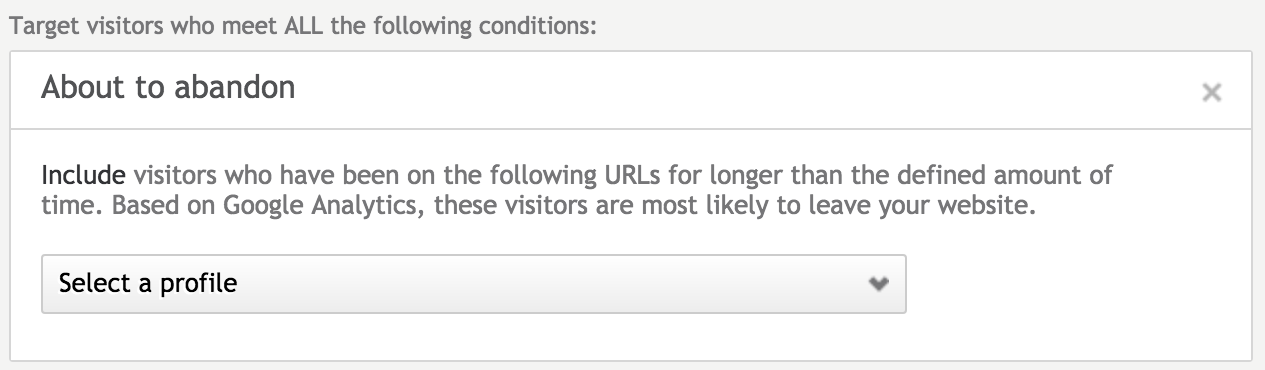 Target visitors who meet ALL the following conditions:
About to abandon
Include visitors who have been on the following URLs for longer than the defined amount of
time. Based on Google Analytics, these visitors are most likely to leave your website.
Select a profile